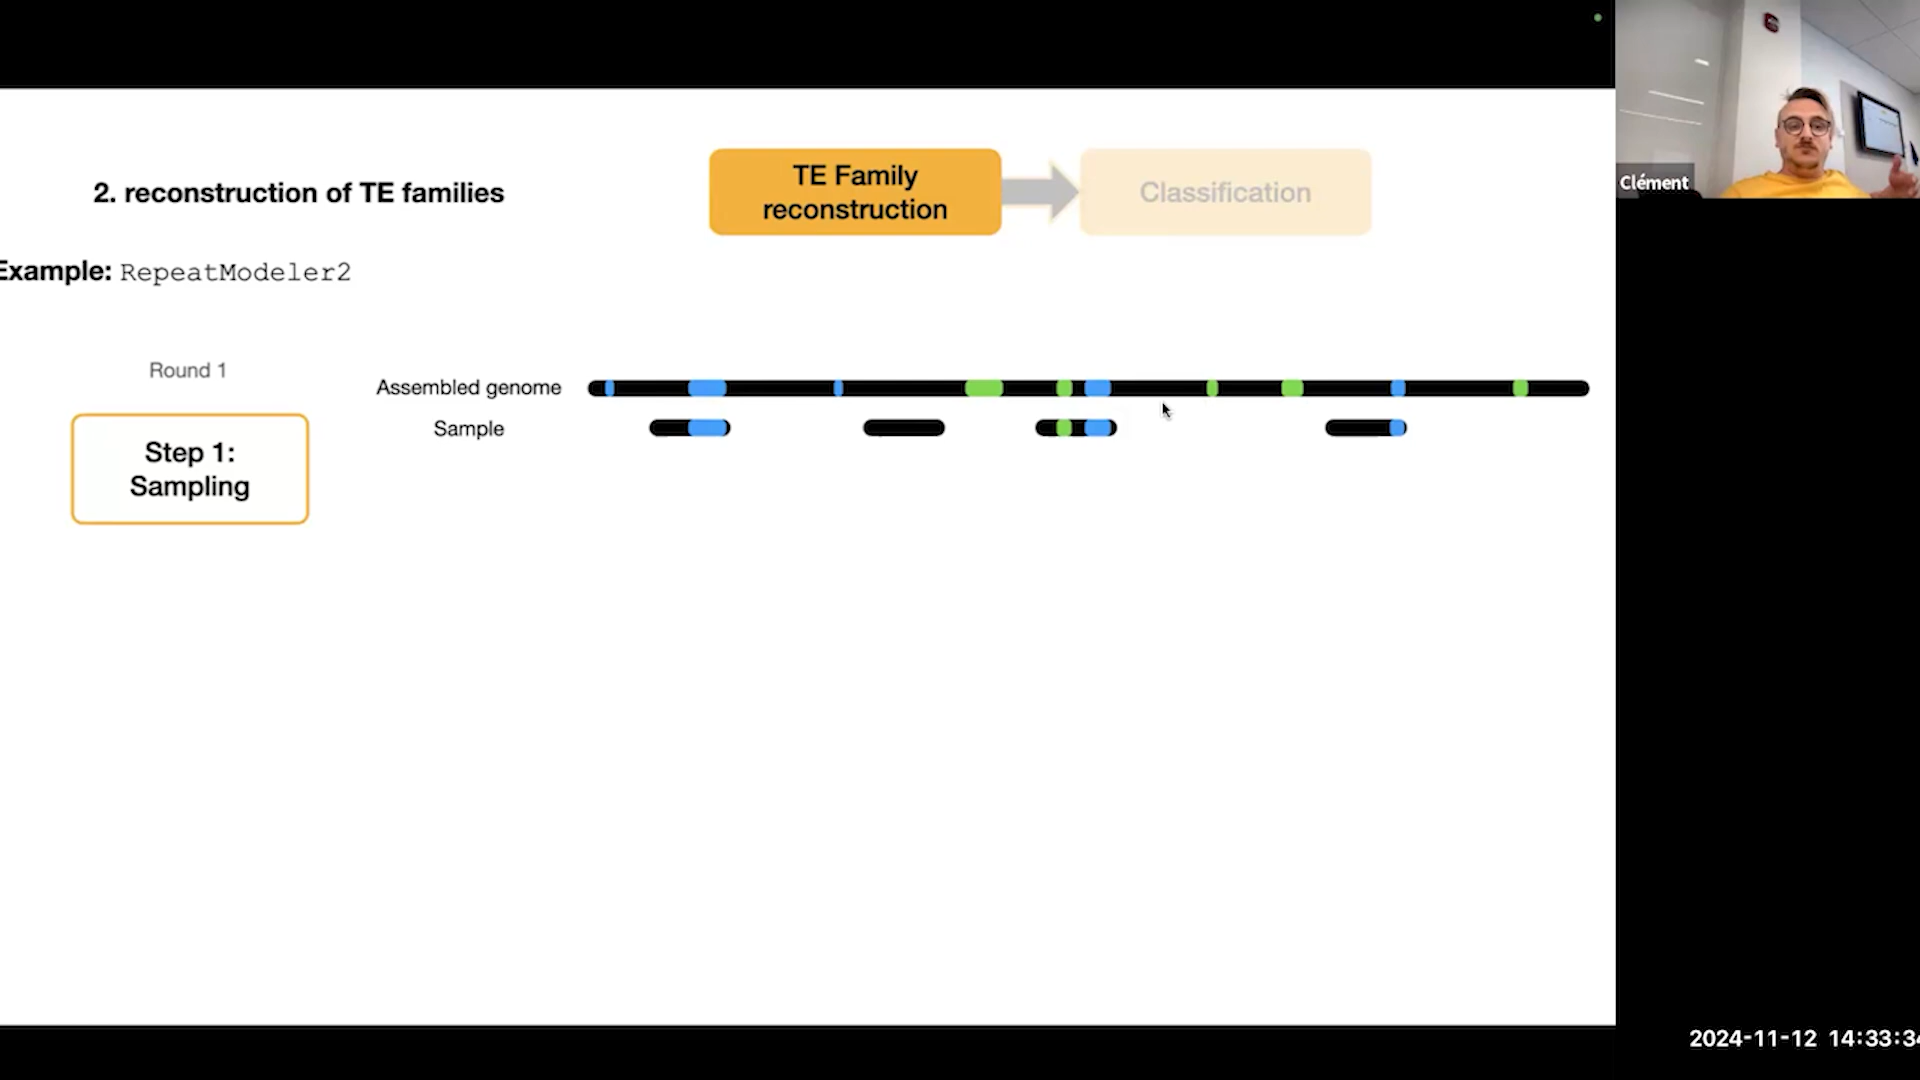 2. reconstruction of TE families
TE Family
reconstruction
Classification
Example: RepeatModeler2
Round 1
Step 1:
Sampling
Assembled genome
Sample
Clément
2024-11-12 14:33:34